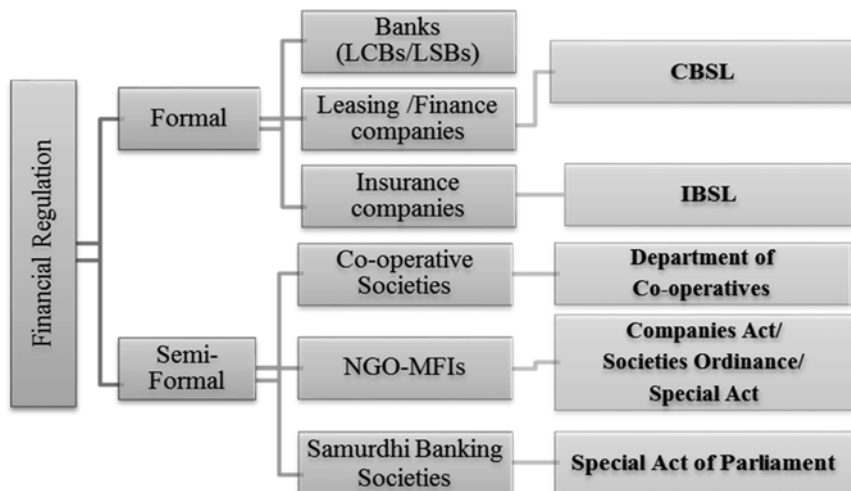 Financial Regulation
Formal
Banks
(LCBs/LSBs)
Leasing /Finance
companies
CBSL
Insurance
companies
IBSL
Semi-
Formal
Co-operative
Societies
Department of
Co-operatives
NGO-MFIs
Companies Act/
Societies Ordinance/
Special Act
Samurdhi Banking
Societies
Special Act of Parliament